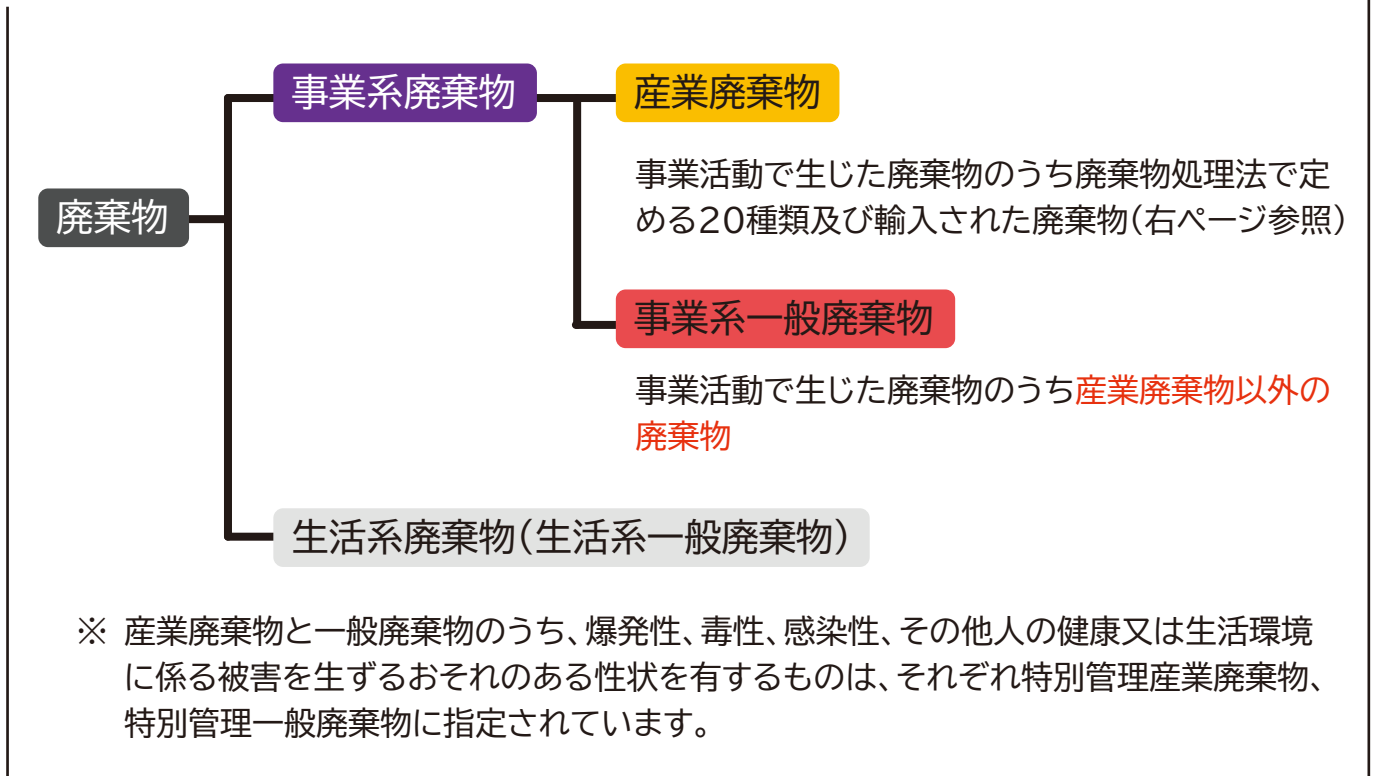 事業系廃棄物
産業廃棄物
事業活動で生じた廃棄物のうち廃棄物処理法で定
める20種類及び輸入された廃棄物(右ページ参照)
廃棄物
事業系一般廃棄物
事業活動で生じた廃棄物のうち産業廃棄物以外の
廃棄物
生活系廃棄物(生活系一般廃棄物)
※ 産業廃棄物と一般廃棄物のうち、爆発性、毒性、感染性、その他人の健康又は生活環境
に係る被害を生ずるおそれのある性状を有するものは、それぞれ特別管理産業廃棄物、
特別管理一般廃棄物に指定されています。